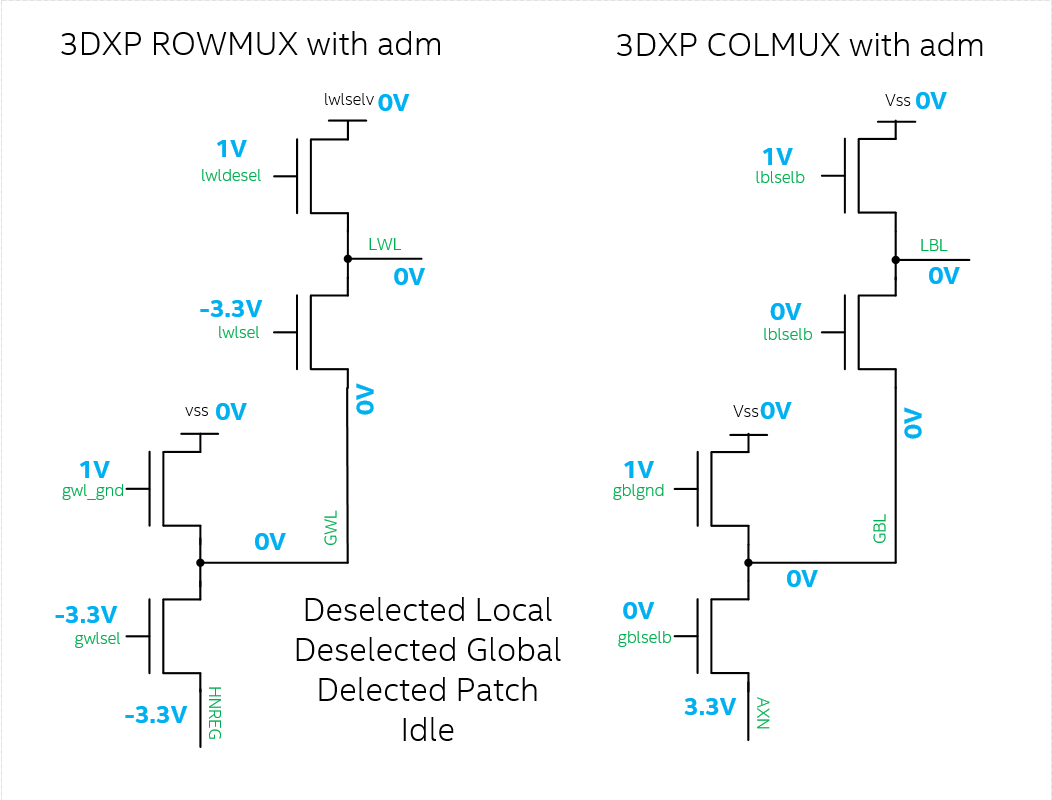 3DXP ROWMUX with adm
lwlselv 0V
1V
lwldesel
LWL
0V
-3.3V
lwlsel
0V
vss 0V
1V
gwl_gnd
GWL
0V
-3.3V
gwlsel
-3.3V
HNREG
Deselected Local
Deselected Global
Delected Patch
Idle
3DXP COLMUX with adm
Vss 0V
1V
lblselb
LBL
0V
0V
lblselb
0V
Vss 0V
1V
gblgnd
GBL
0V
0V
gblselb
3.3V
AXN